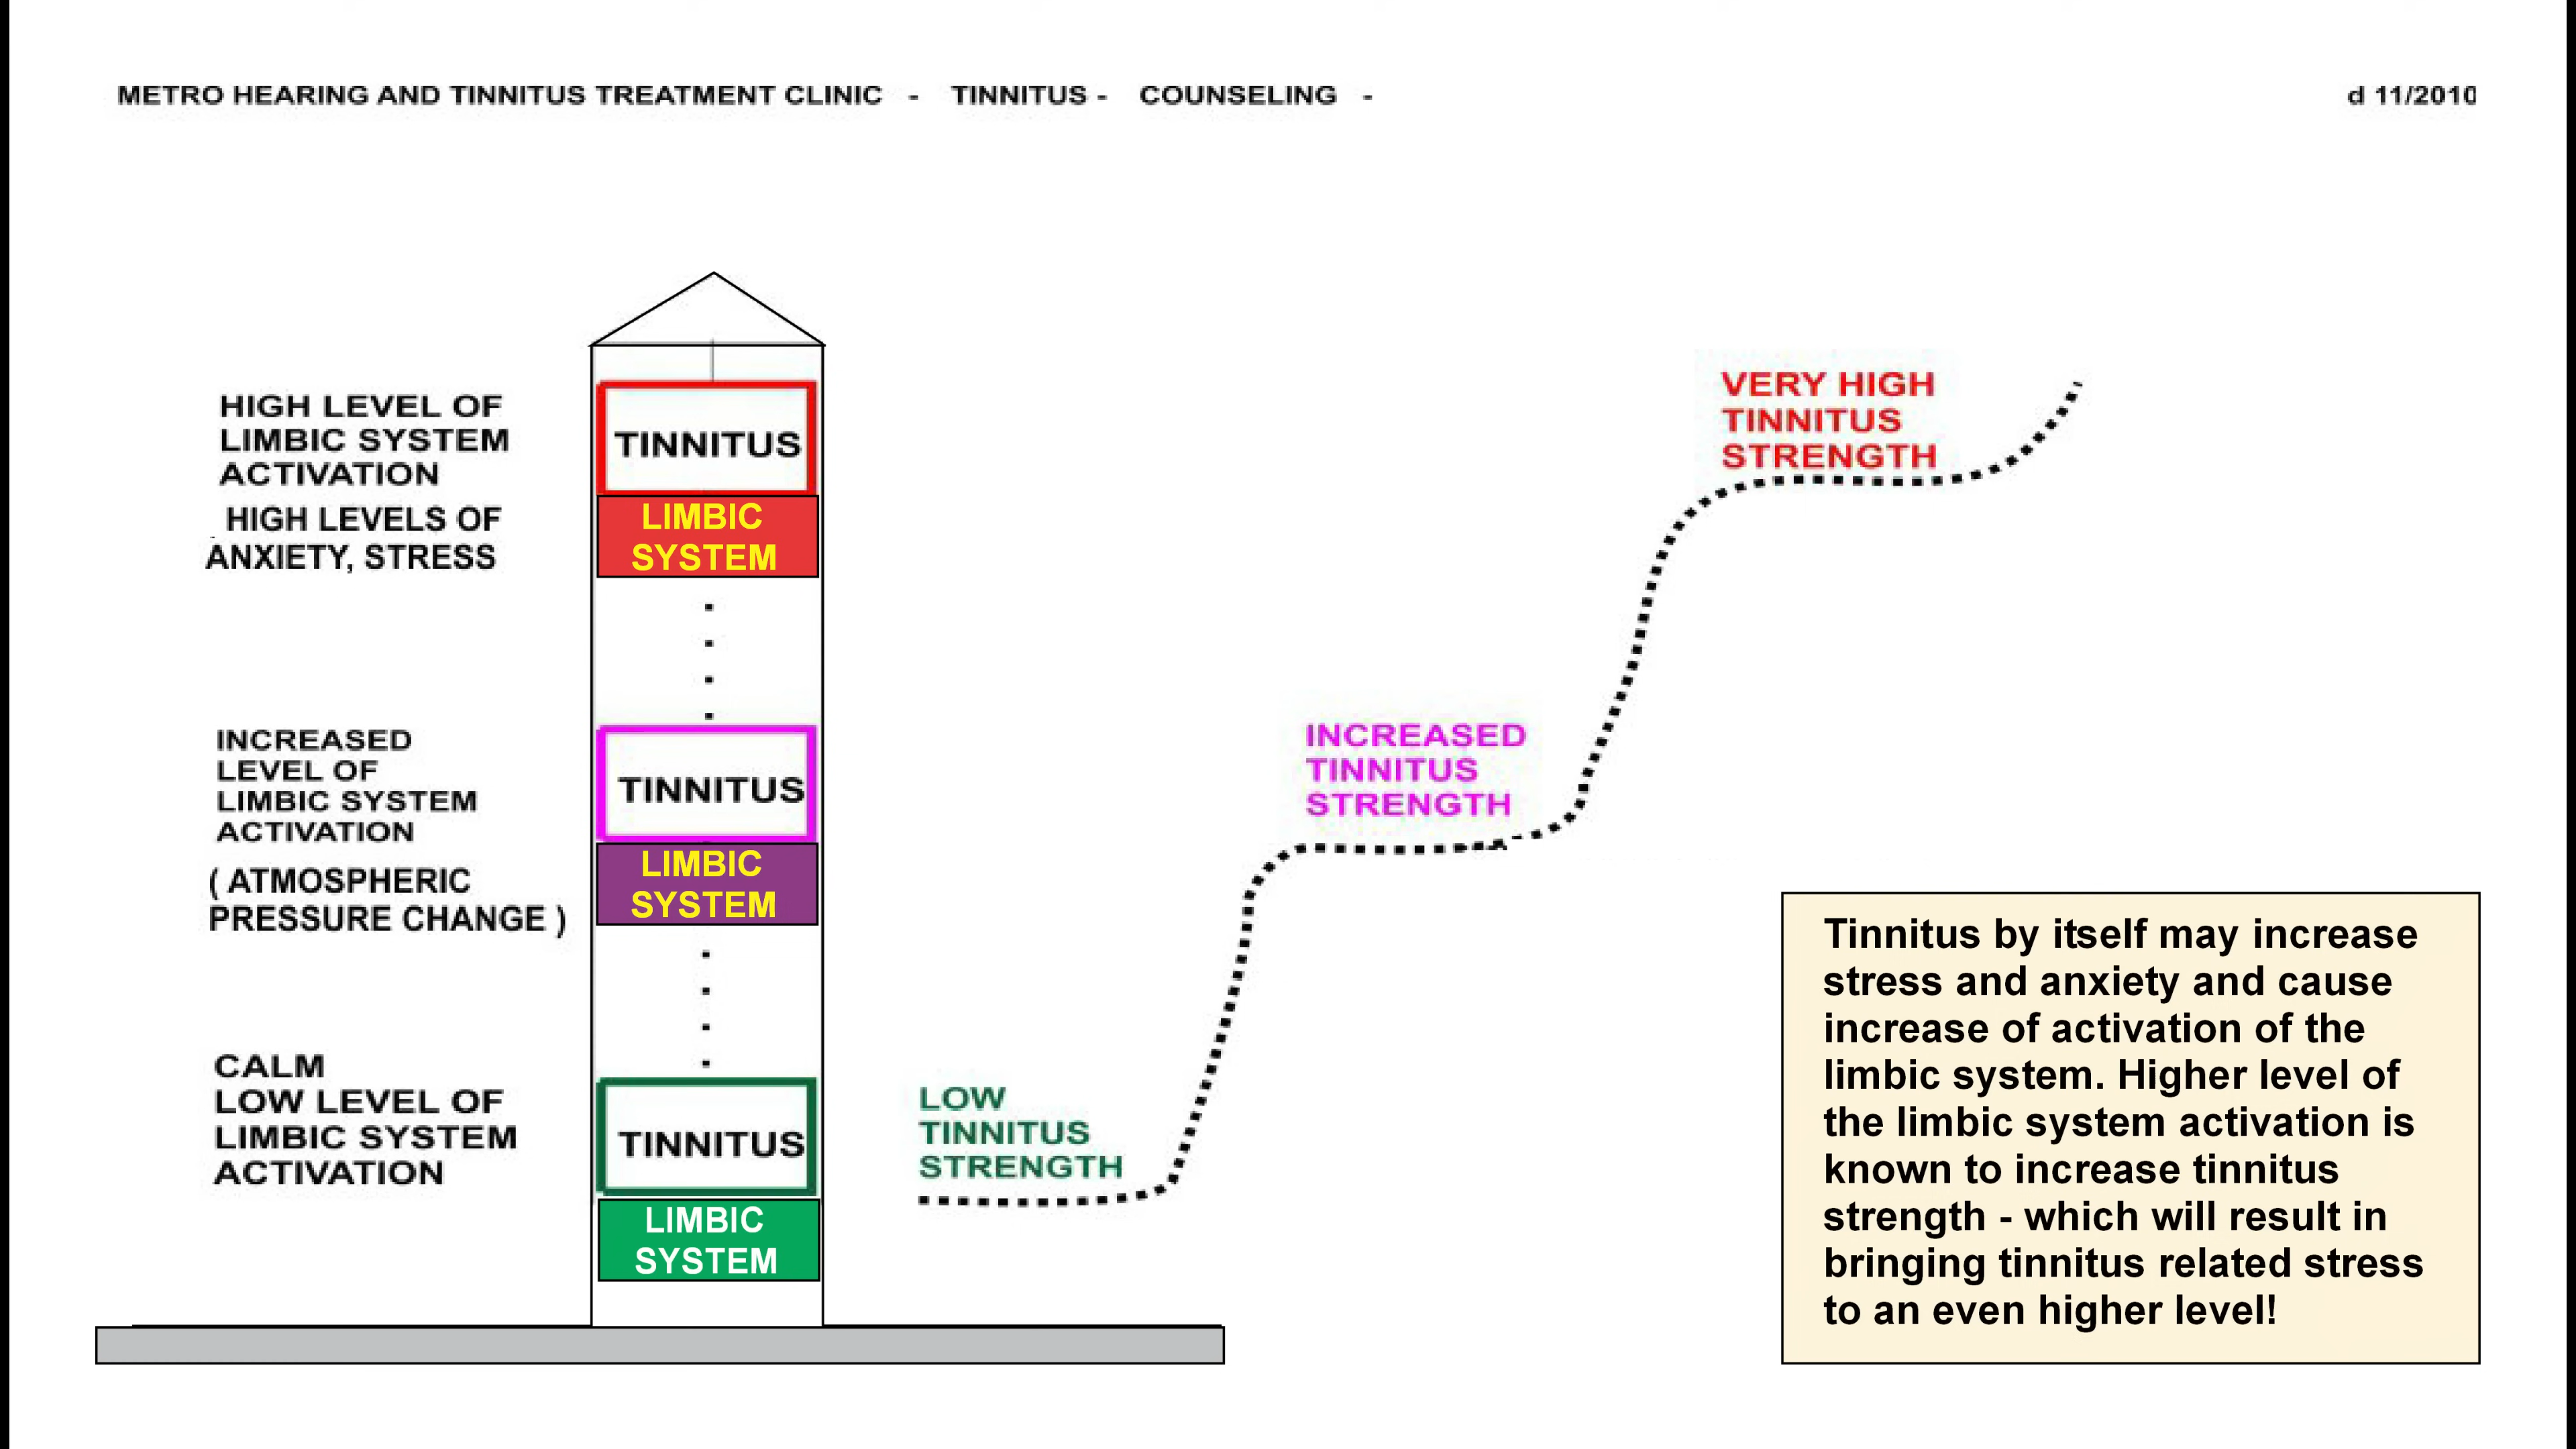 METRO HEARING AND TINNITUS TREATMENT CLINIC - TINNITUS - COUNSELING - d 11/2010
HIGH LEVEL OF
LIMBIC SYSTEM
ACTIVATION
HIGH LEVELS OF
ANXIETY, STRESS
TINNITUS
LIMBIC
SYSTEM
VERY HIGH
TINNITUS
STRENGTH
INCREASED
LEVEL OF
LIMBIC SYSTEM
ACTIVATION
( ATMOSPHERIC
PRESSURE CHANGE )
TINNITUS
LIMBIC
SYSTEM
INCREASED
TINNITUS
STRENGTH
CALM
LOW LEVEL OF
LIMBIC SYSTEM
ACTIVATION
TINNITUS
LIMBIC
SYSTEM
LOW
TINNITUS
STRENGTH
Tinnitus by itself may increase
stress and anxiety and cause
increase of activation of the
limbic system. Higher level of
the limbic system activation is
known to increase tinnitus
strength - which will result in
bringing tinnitus related stress
to an even higher level!